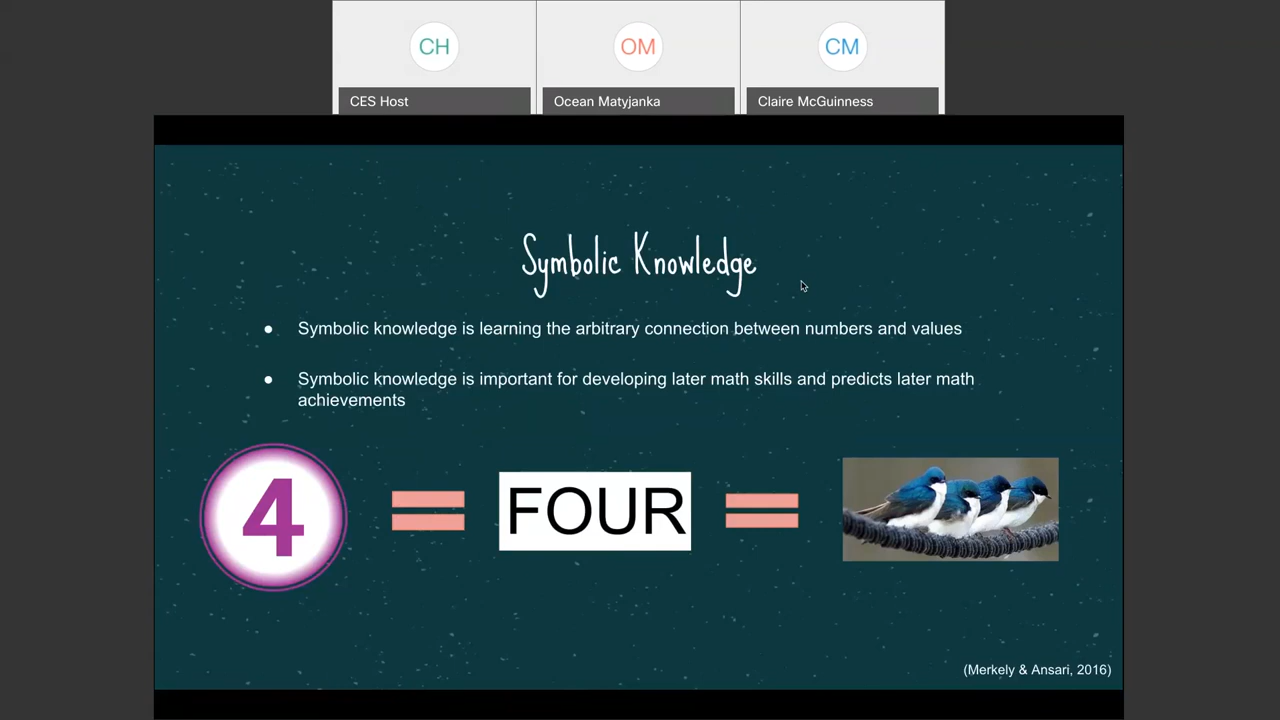 CH
OM
CM
CES Host
Ocean Matyjanka
Claire McGuinness
Symbolic Knowledge
● Symbolic knowledge is learning the arbitrary connection between numbers and values
● Symbolic knowledge is important for developing later math skills and predicts later math
achievements
4 = FOUR =
(Merkely & Ansari, 2016)